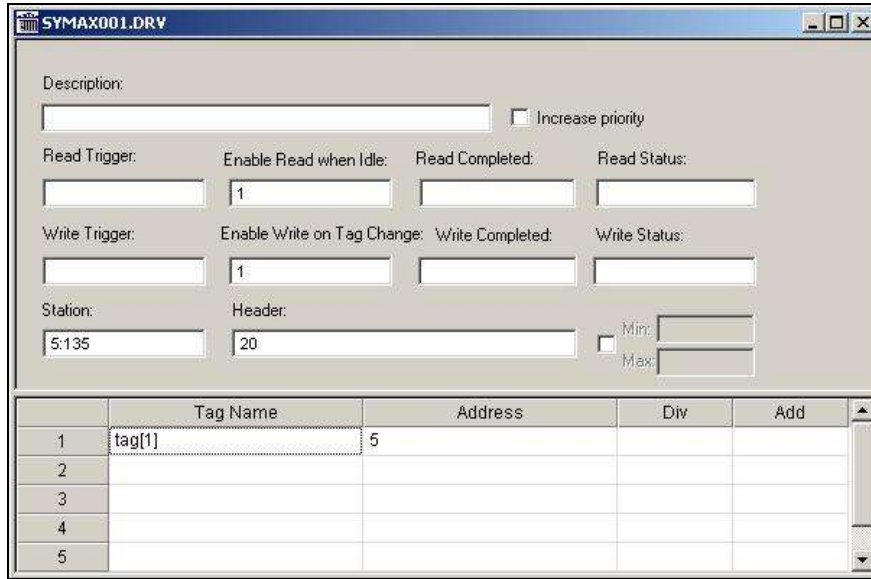 SYMAX001.DRV
Description:
Increase priority
Read Trigger: Enable Read when Idle: Read Completed: Read Status:
1
Write Trigger: Enable Write on Tag Change: Write Completed: Write Status:
1
Station: Header:
5:135 20 Min:
Max:
Tag Name Address Div Add
1 tag[1] 5
2
3
4
5